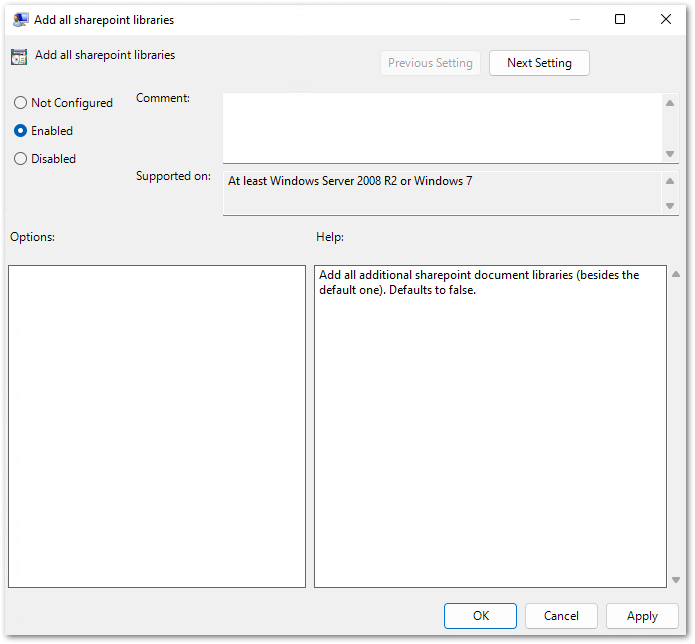 Add all sharepoint libraries
Add all sharepoint libraries
Previous Setting
Next Setting
Not Configured
Comment:
Enabled
Disabled
Supported on:
At least Windows Server 2008 R2 or Windows 7
Options:
Help:
Add all additional sharepoint document libraries (besides the
default one). Defaults to false.
OK
Cancel
Apply